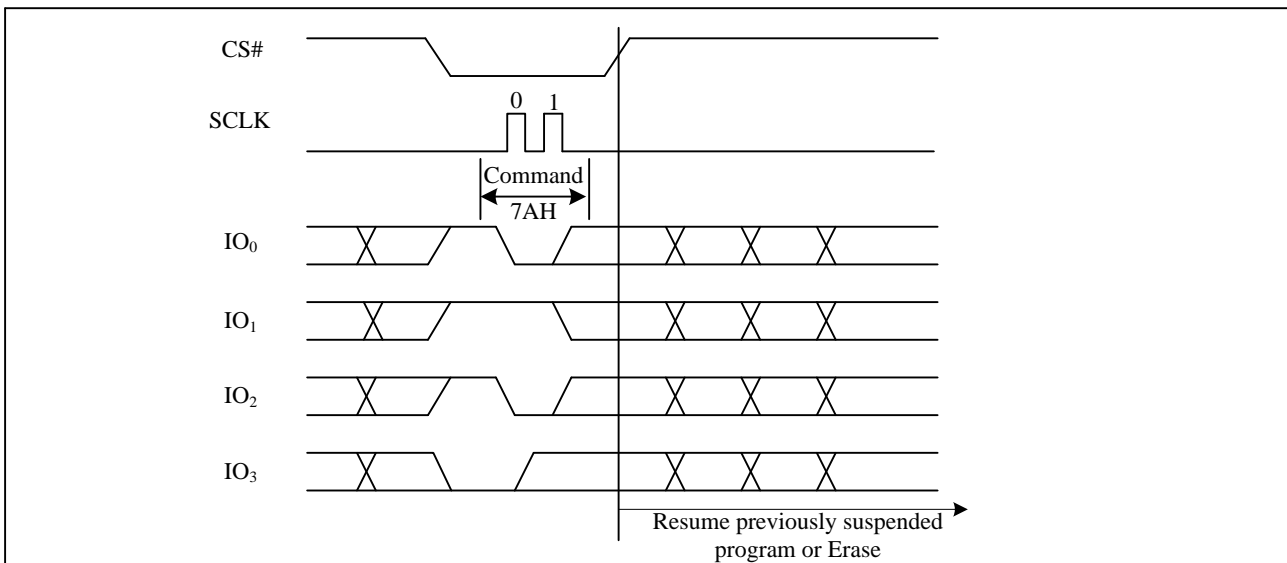 CS#
0 1
SCLK
Command
7AH
IO₀
IO₁
IO₂
IO₃
Resume previously suspended
program or Erase